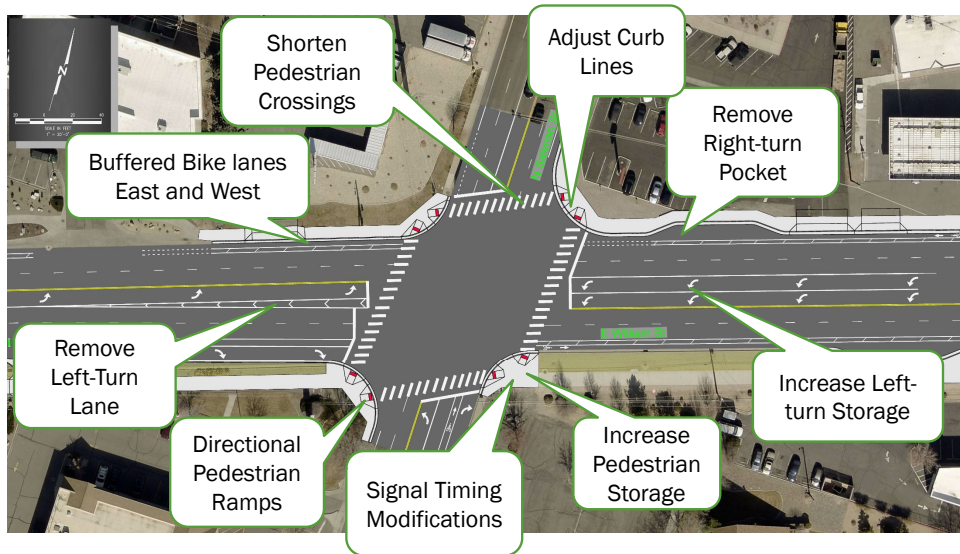 Shorten
Pedestrian
Crossings
Adjust Curb
Lines
Remove
Right-turn
Pocket
Buffered Bike lanes
East and West
N
SCALE IN FEET
Remove
Left-Turn
Lane
Directional
Pedestrian
Ramps
Signal Timing
Modifications
Increase
Pedestrian
Storage
Increase Left-
turn Storage